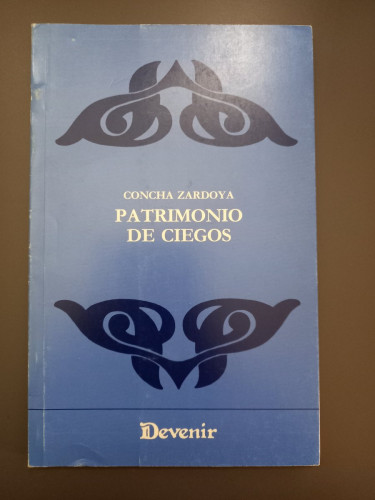 CONCHA ZARDOYA
PATRIMONIO
DE CIEGOS
Devenir